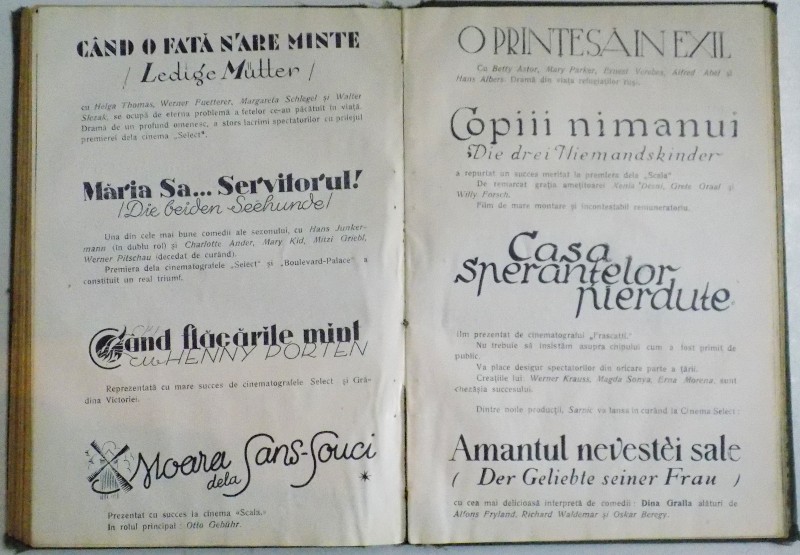 CÂND O FATĂ N'ARE MINTE
/ Ledige Mütter /
cu Helga Thomas, Werner Fuetterer, Margareta Schlegel și Walter
Slezak, se ocupă de eterna problemă a fetelor ce-au păcătuit în viață.
Drama de un profund omenesc, a stors lacrimi spectatorilor cu prilejul
premierei dela cinema „Select".
Măria Sa... Servitorul!
/Die beiden Seehunde/
Una din cele mai bune comedii ale sezonului, cu Hans Junker-
mann (în dublu rol) și Charlotte Ander, Mary Kid, Mitzi Griebl,
Werner Pitschau (decedat de curând).
Premiera dela cinematografele „Select" și „Boulevard-Palace" a
constituit un real triumf.
Când flăcările mint
cu HENNY PORTEN
Reprezentată cu mare succes de cinematografele Select și Gră-
dina Victoriei.
Moara dela Sans-Souci
Prezentat cu succes la cinema «Scala.»
In rolul principal : Otto Gebühr.
O PRINȚESĂ IN EXIL
Cu Betty Astor, Mary Parker, Ernest Verebes, Alfred Abel și
Hans Albers. Dramă din viața refugiaților ruși.
Copiii nimanui
Die drei Niemandskinder
a repurtat un succes meritat la premiera dela „Scala"
De remarcat grația amețitoarei Xenia Desni, Grete Graal și
Willy Forsch.
Film de mare montare și incontestabil remuneratoriu.
Casa
sperantelor
pierdute
film prezentat de cinematograful „Frascatti."
Nu trebuie să insistăm asupra chipului cum a fost primit de
public.
Va place desigur spectatorilor din oricare parte a țării.
Creațiile lui: Werner Krauss, Magda Sonya, Erna Morena, sunt
chezășia succesului.
Dintre noile producții, Sarnic va lansa în curând la Cinema Select :
Amantul nevestèi sale
( Der Geliebte seiner Frau )
cu cea mai delicioasă interpretă de comedii : Dina Gralla alături de
Alfons Fryland, Richard Waldemar și Oskar Beregy.